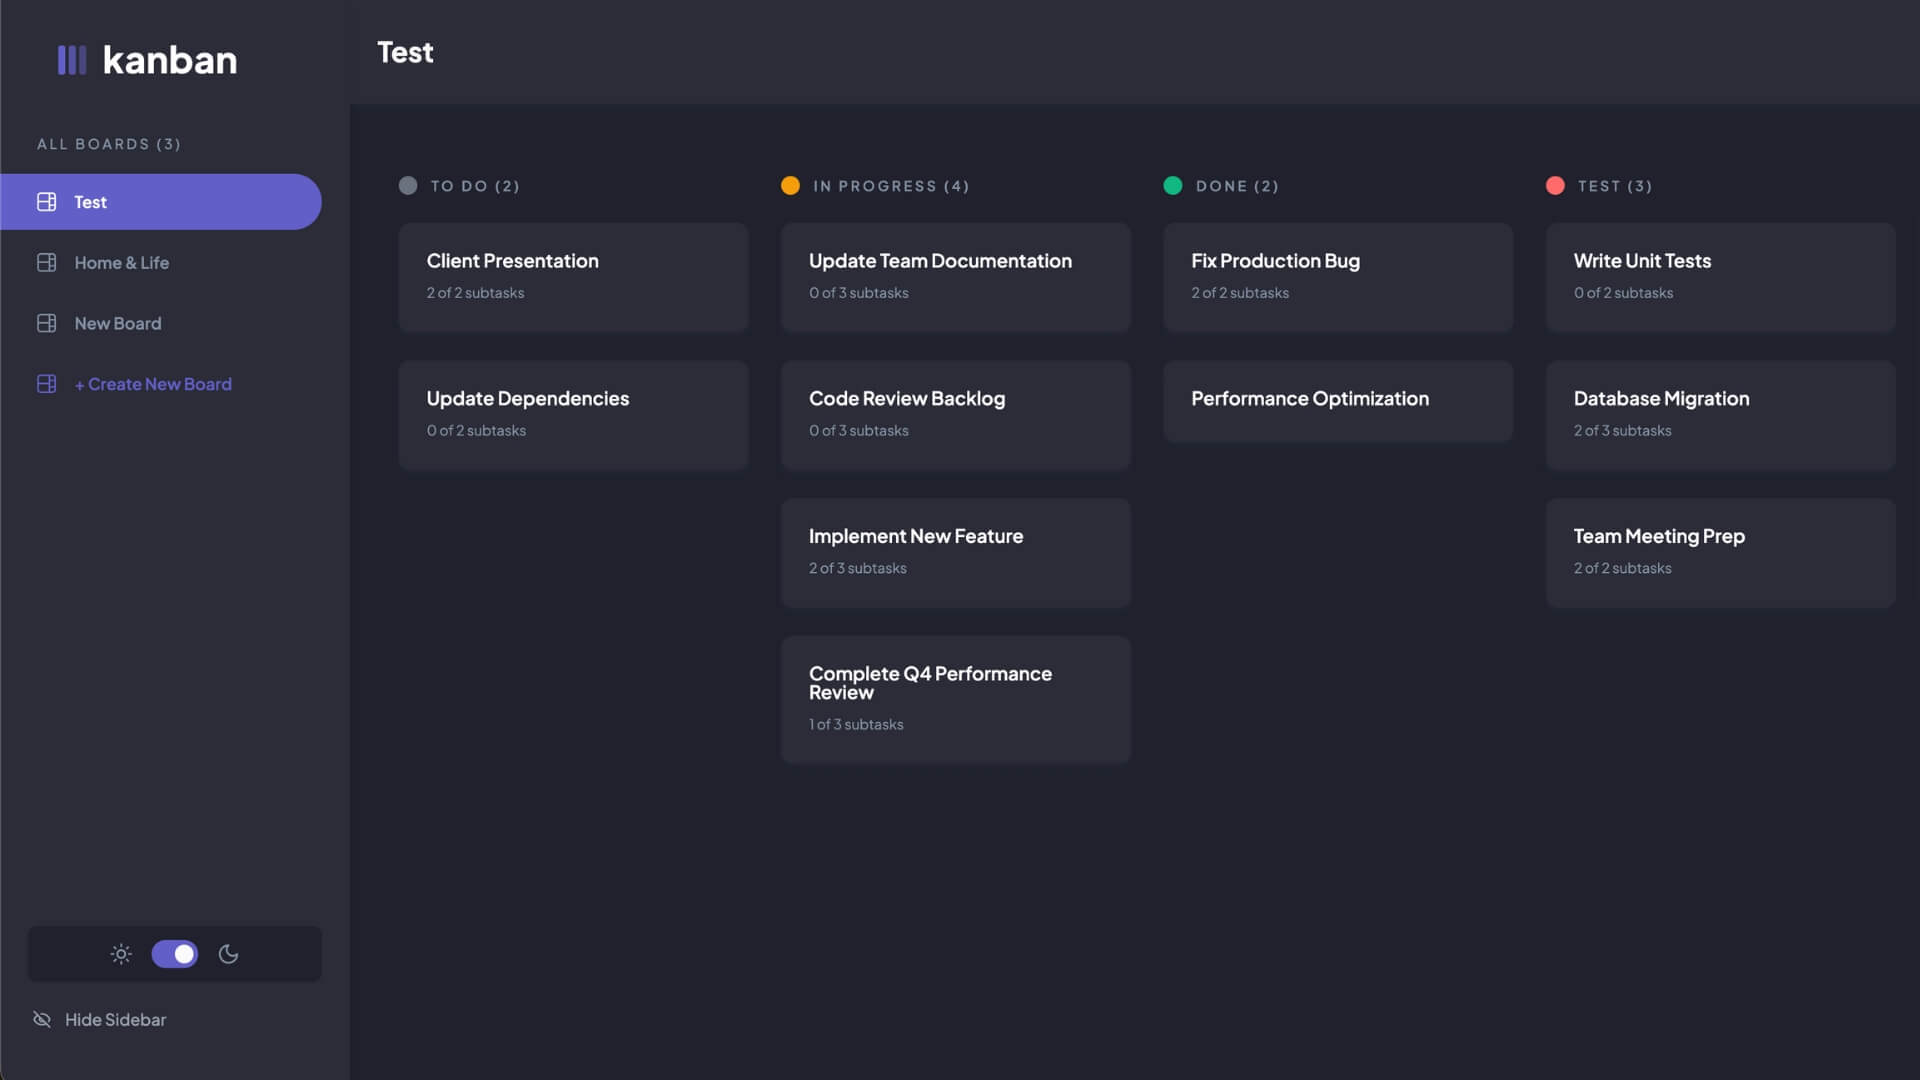 kanban
Test
ALL BOARDS (3)
Test
Home & Life
New Board
+ Create New Board
TO DO (2)
Client Presentation
2 of 2 subtasks
Update Dependencies
0 of 2 subtasks
IN PROGRESS (4)
Update Team Documentation
0 of 3 subtasks
Code Review Backlog
0 of 3 subtasks
Implement New Feature
2 of 3 subtasks
Complete Q4 Performance
Review
1 of 3 subtasks
DONE (2)
Fix Production Bug
2 of 2 subtasks
Performance Optimization
TEST (3)
Write Unit Tests
0 of 2 subtasks
Database Migration
2 of 3 subtasks
Team Meeting Prep
2 of 2 subtasks
Hide Sidebar